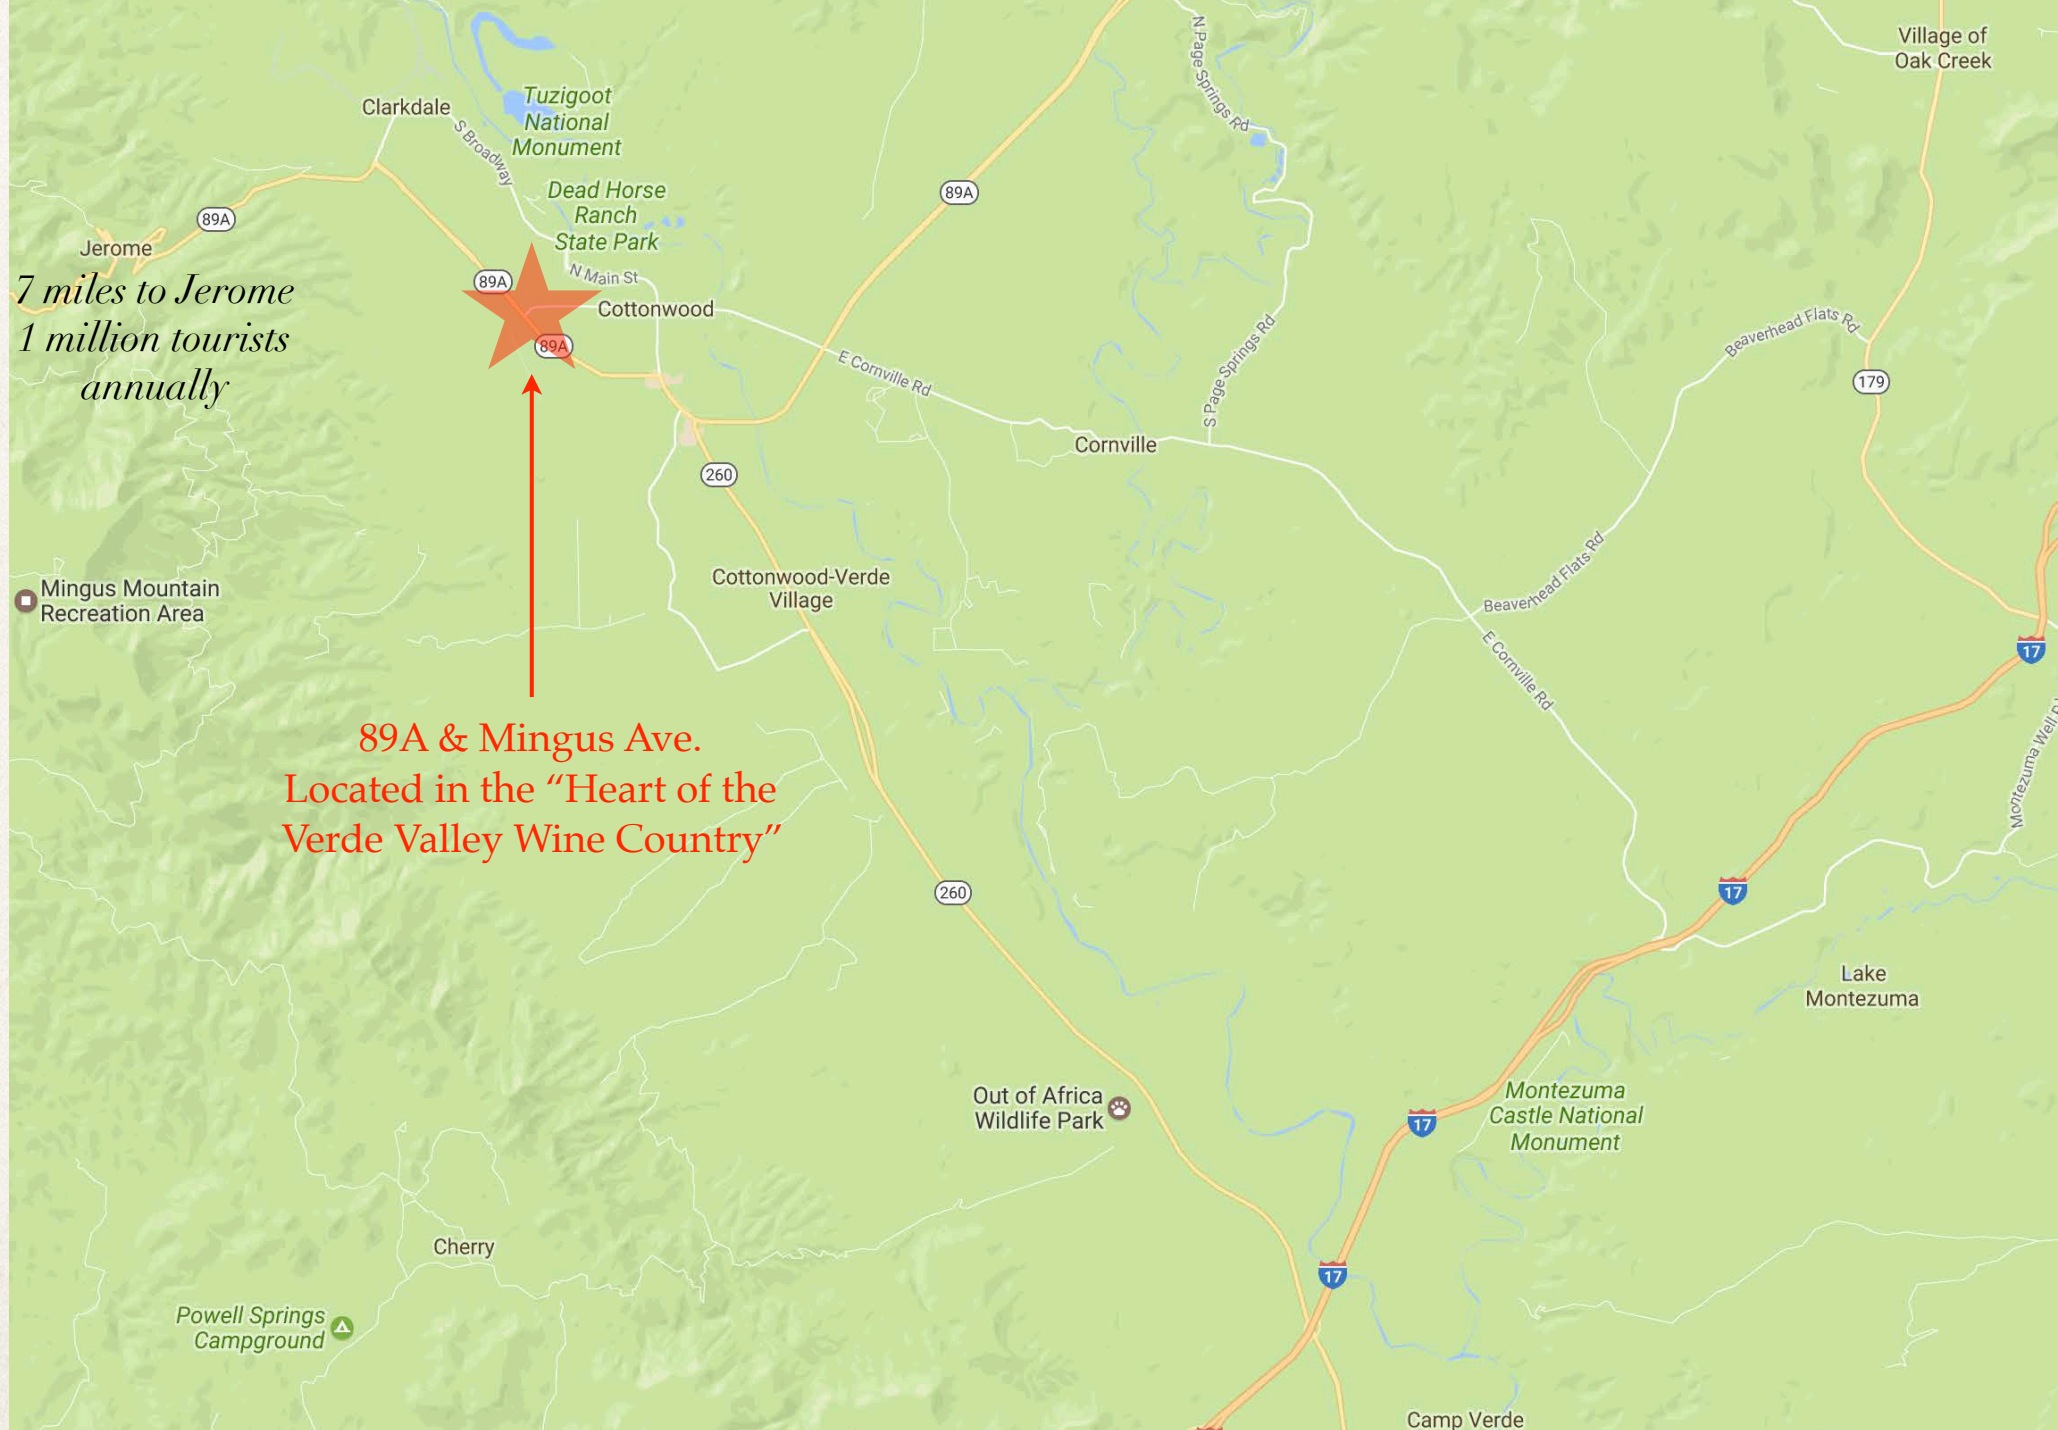 Village of
Oak Creek
N Page Springs Rd
Clarkdale
Tuzigoot
National
Monument
S Broadway
Dead Horse
Ranch
State Park
89A
89A
Jerome
7 miles to Jerome
1 million tourists
annually
89A
N Main St
Cottonwood
89A
E Cornville Rd
S Page Springs Rd
Beaverhead Flats Rd
179
Cornville
260
Mingus Mountain
Recreation Area
Cottonwood-Verde
Village
Beaverhead Flats Rd
E Cornville Rd
17
89A & Mingus Ave.
Located in the “Heart of the
Verde Valley Wine Country”
Montezuma Well Rd
260
17
Lake
Montezuma
Out of Africa
Wildlife Park
17
Montezuma
Castle National
Monument
Cherry
17
Powell Springs
Campground
Camp Verde